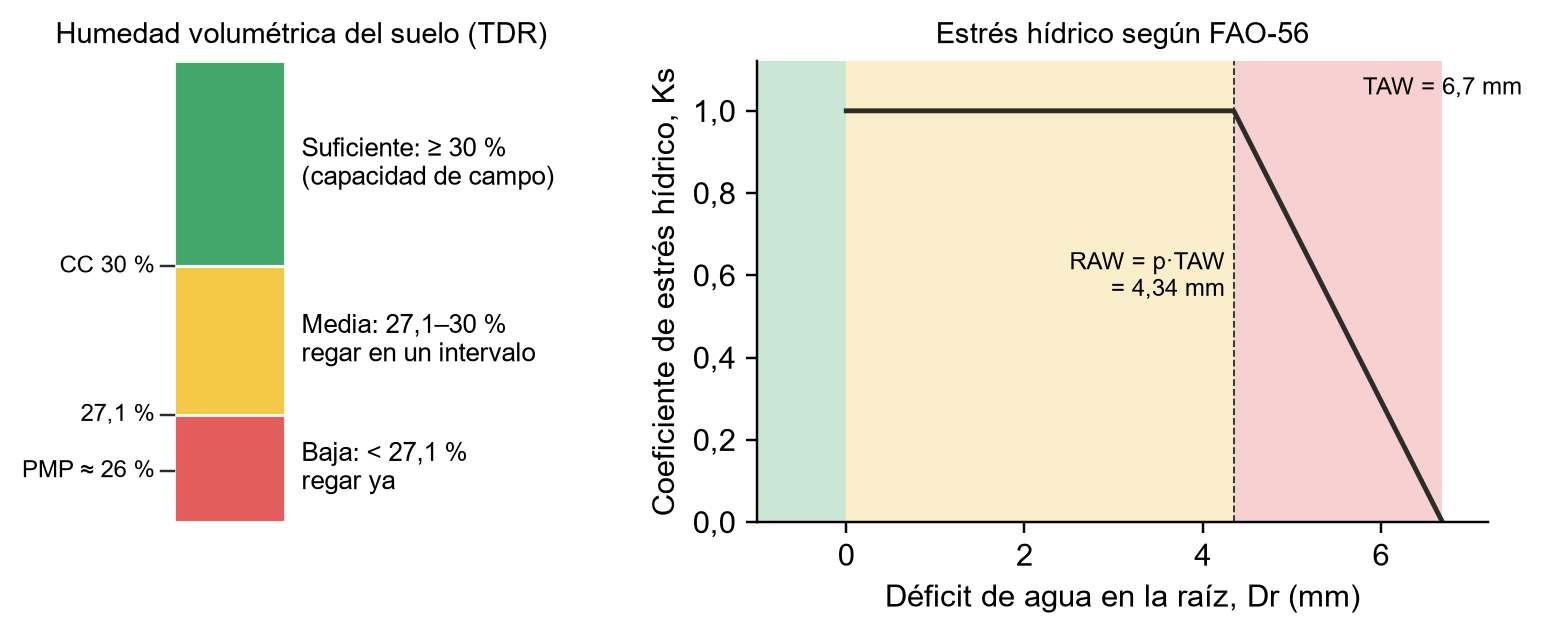 Humedad volumétrica del suelo (TDR)
Suficiente: ≥ 30 %
(capacidad de campo)
CC 30 %
Media: 27,1–30 %
regar en un intervalo
27,1 %
Baja: < 27,1 %
regar ya
PMP ≈ 26 %
Estrés hídrico según FAO-56
TAW = 6,7 mm
RAW = p·TAW
= 4,34 mm
Coeficiente de estrés hídrico, Ks
1,0
0,8
0,6
0,4
0,2
0,0
0 2 4 6
Déficit de agua en la raíz, Dr (mm)